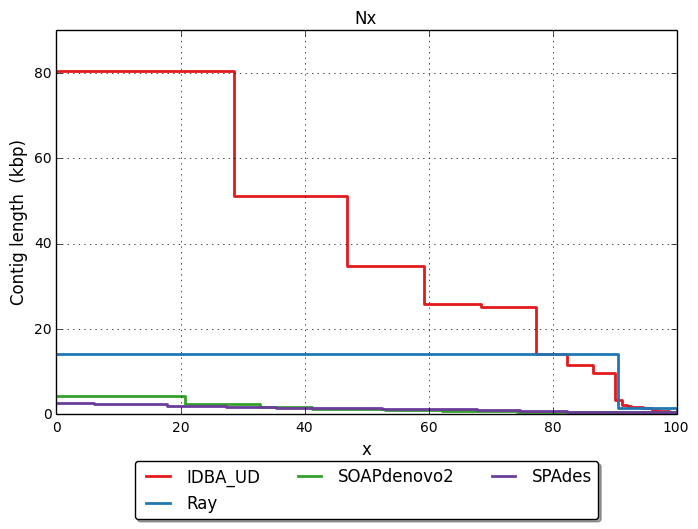 Nx
80
60
40
20
0
Contig length  (kbp)
0 20 40 60 80 100
x
IDBA_UD SOAPdenovo2 SPAdes
Ray